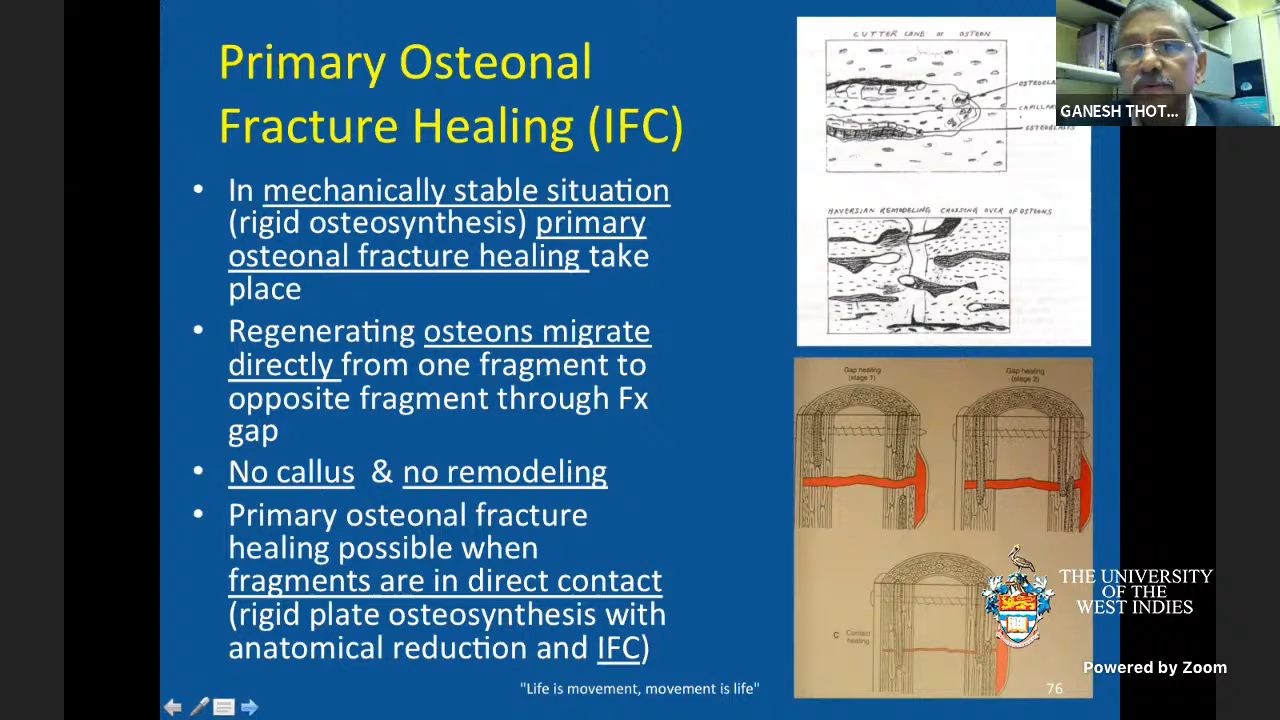 Primary Osteonal
Fracture Healing (IFC)
• In mechanically stable situation
(rigid osteosynthesis) primary
osteonal fracture healing take
place
• Regenerating osteons migrate
directly from one fragment to
opposite fragment through Fx
gap
• No callus & no remodeling
• Primary osteonal fracture
healing possible when
fragments are in direct contact
(rigid plate osteosynthesis with
anatomical reduction and IFC)
"Life is movement, movement is life"
76
CUTTER CONE OF OSTEON
HAVERSIAN REMODELING CROSSING OVER OF OSTEONS
Gap healing
(stage 1)
Gap healing
(stage 2)
C Contact
healing
GANESH THOT...
THE UNIVERSITY
OF THE
WEST INDIES
Powered by Zoom